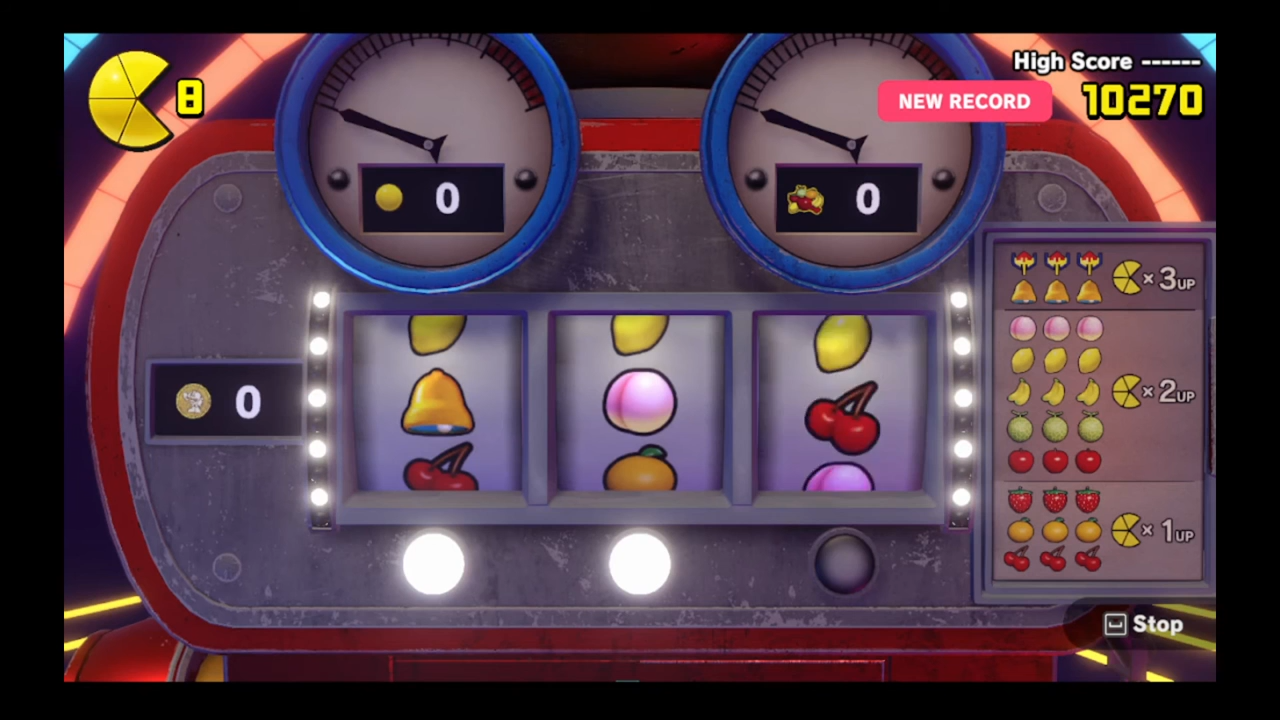 8
High Score ------
NEW RECORD
10270
0
0
0
× 3UP
× 2UP
× 1UP
Stop